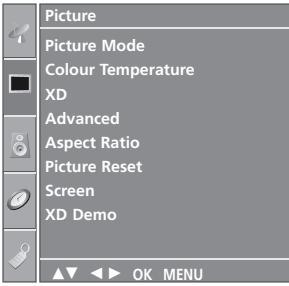 Picture
Picture Mode
Colour Temperature
XD
Advanced
Aspect Ratio
Picture Reset
Screen
XD Demo
▲▼ ◄► OK MENU